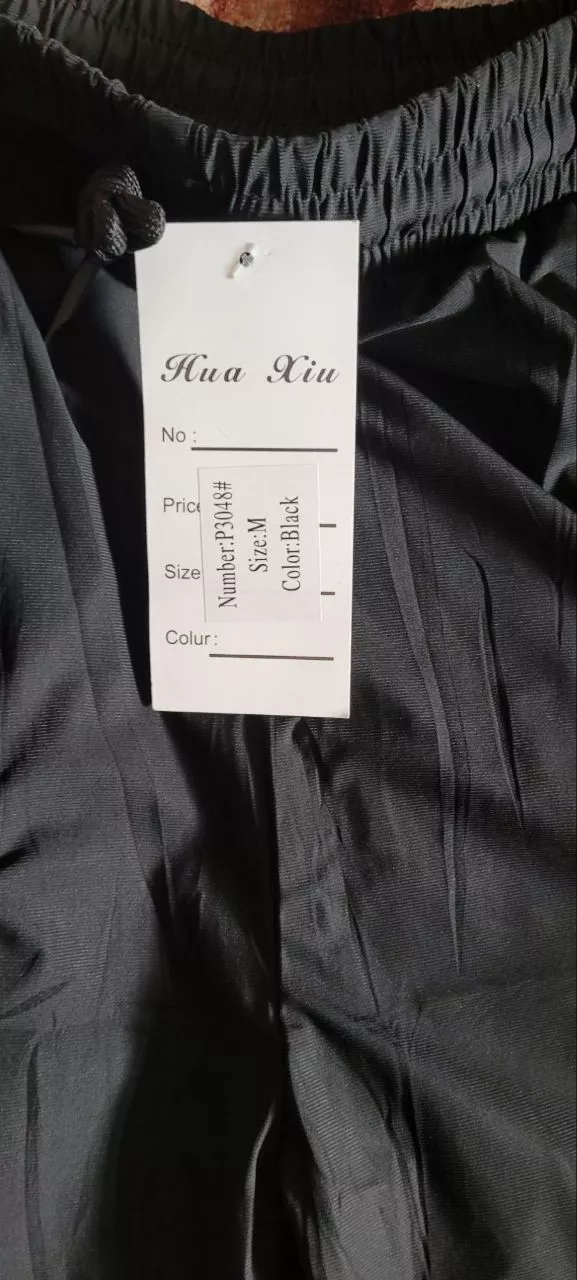 Hua Xiu
No :
Price
Size
Colur :
Number:P3048#
Size:M
Color:Black